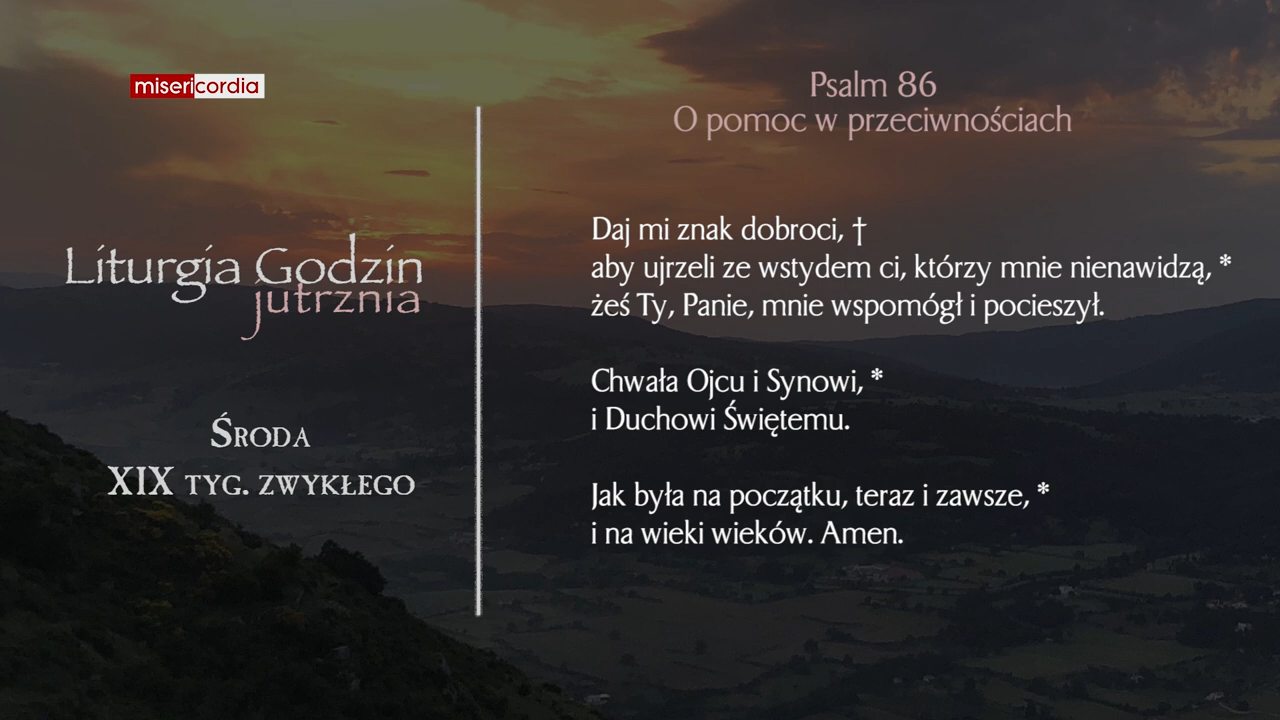 misericordia
Liturgia Godzin
jutrznia
Środa
XIX tyg. zwykłego
Psalm 86
O pomoc w przeciwnościach
Daj mi znak dobroci, †
aby ujrzeli ze wstydem ci, którzy mnie nienawidzą, *
żeś Ty, Panie, mnie wspomógł i pocieszył.
Chwała Ojcu i Synowi, *
i Duchowi Świętemu.
Jak była na początku, teraz i zawsze, *
i na wieki wieków. Amen.